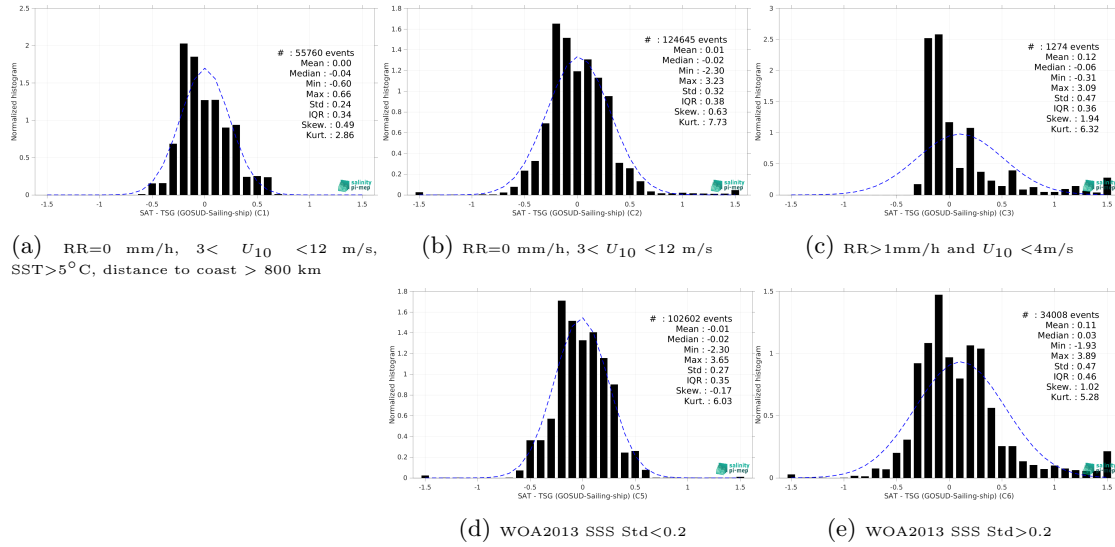 3
2.5
2
1.5
1
0.5
0
Normalized histogram
# : 55760 events
Mean : 0.00
Median : -0.04
Min : -0.60
Max : 0.66
Std : 0.24
IQR : 0.34
Skew. : 0.49
Kurt. : 2.86
salinity
pi-mep
-1.5 -1 -0.5 0 0.5 1 1.5
SAT - TSG (GOSUD-Sailing-ship) (C1)
(a) RR=0 mm/h, 3< U10 <12 m/s,
SST>5°C, distance to coast > 800 km
1.8
1.6
1.4
1.2
1
0.8
0.6
0.4
0.2
0
Normalized histogram
# : 124645 events
Mean : 0.01
Median : -0.02
Min : -2.30
Max : 3.23
Std : 0.32
IQR : 0.38
Skew. : 0.63
Kurt. : 7.73
salinity
pi-mep
-1.5 -1 -0.5 0 0.5 1 1.5
SAT - TSG (GOSUD-Sailing-ship) (C2)
(b) RR=0 mm/h, 3< U10 <12 m/s
3
2.5
2
1.5
1
0.5
0
Normalized histogram
# : 1274 events
Mean : 0.12
Median : -0.06
Min : -0.31
Max : 3.09
Std : 0.47
IQR : 0.36
Skew. : 1.94
Kurt. : 6.32
salinity
pi-mep
-1.5 -1 -0.5 0 0.5 1 1.5
SAT - TSG (GOSUD-Sailing-ship) (C3)
(c) RR>1mm/h and U10 <4m/s
1.8
1.6
1.4
1.2
1
0.8
0.6
0.4
0.2
0
Normalized histogram
# : 102602 events
Mean : -0.01
Median : -0.02
Min : -2.30
Max : 3.65
Std : 0.27
IQR : 0.35
Skew. : -0.17
Kurt. : 6.03
salinity
pi-mep
-1.5 -1 -0.5 0 0.5 1 1.5
SAT - TSG (GOSUD-Sailing-ship) (C5)
(d) WOA2013 SSS Std<0.2
1.5
1
0.5
0
Normalized histogram
# : 34008 events
Mean : 0.11
Median : 0.03
Min : -1.93
Max : 3.89
Std : 0.47
IQR : 0.46
Skew. : 1.02
Kurt. : 5.28
salinity
pi-mep
-1.5 -1 -0.5 0 0.5 1 1.5
SAT - TSG (GOSUD-Sailing-ship) (C6)
(e) WOA2013 SSS Std>0.2